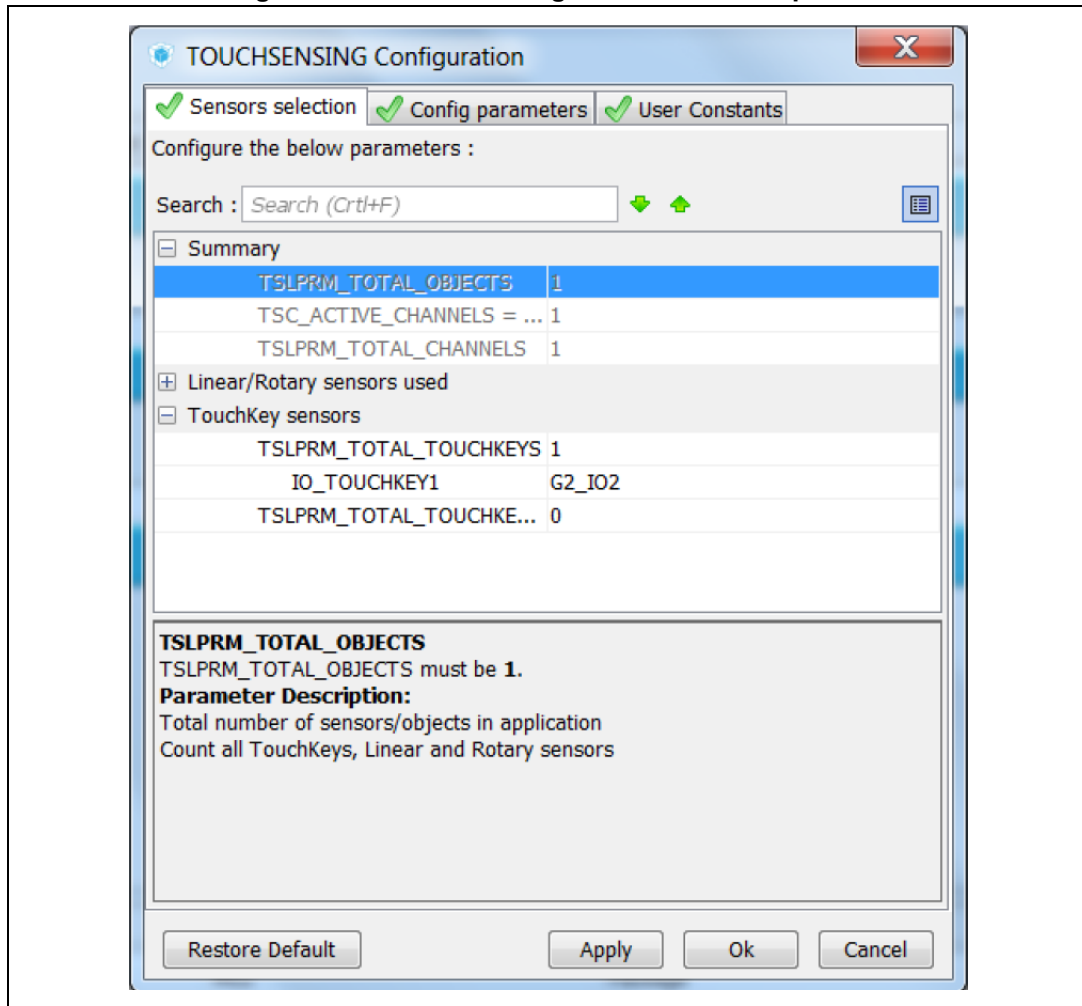 TOUCHSENSING Configuration
X
Sensors selection Config parameters User Constants
Configure the below parameters :
Search : Search (Crtl+F)
Summary
TSLPRM_TOTAL_OBJECTS 1
TSC_ACTIVE_CHANNELS = ... 1
TSLPRM_TOTAL_CHANNELS 1
Linear/Rotary sensors used
TouchKey sensors
TSLPRM_TOTAL_TOUCHKEYS 1
IO_TOUCHKEY1 G2_IO2
TSLPRM_TOTAL_TOUCHKE... 0
TSLPRM_TOTAL_OBJECTS
TSLPRM_TOTAL_OBJECTS must be 1.
Parameter Description:
Total number of sensors/objects in application
Count all TouchKeys, Linear and Rotary sensors
Restore Default Apply Ok Cancel